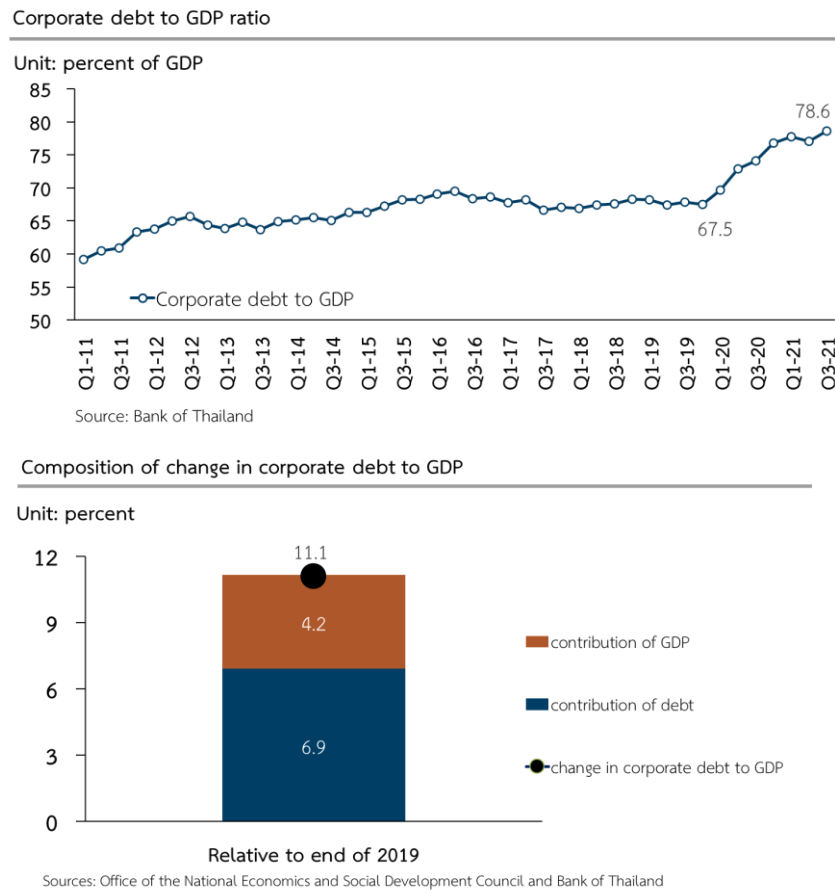 Corporate debt to GDP ratio
Unit: percent of GDP
85
80
75
70
65
60
55
50
78.6
67.5
Corporate debt to GDP
Q1-11
Q3-11
Q1-12
Q3-12
Q1-13
Q3-13
Q1-14
Q3-14
Q1-15
Q3-15
Q1-16
Q3-16
Q1-17
Q3-17
Q1-18
Q3-18
Q1-19
Q3-19
Q1-20
Q3-20
Q1-21
Q3-21
Source: Bank of Thailand
Composition of change in corporate debt to GDP
Unit: percent
12
9
6
3
0
11.1
4.2
6.9
contribution of GDP
contribution of debt
change in corporate debt to GDP
Relative to end of 2019
Sources: Office of the National Economics and Social Development Council and Bank of Thailand